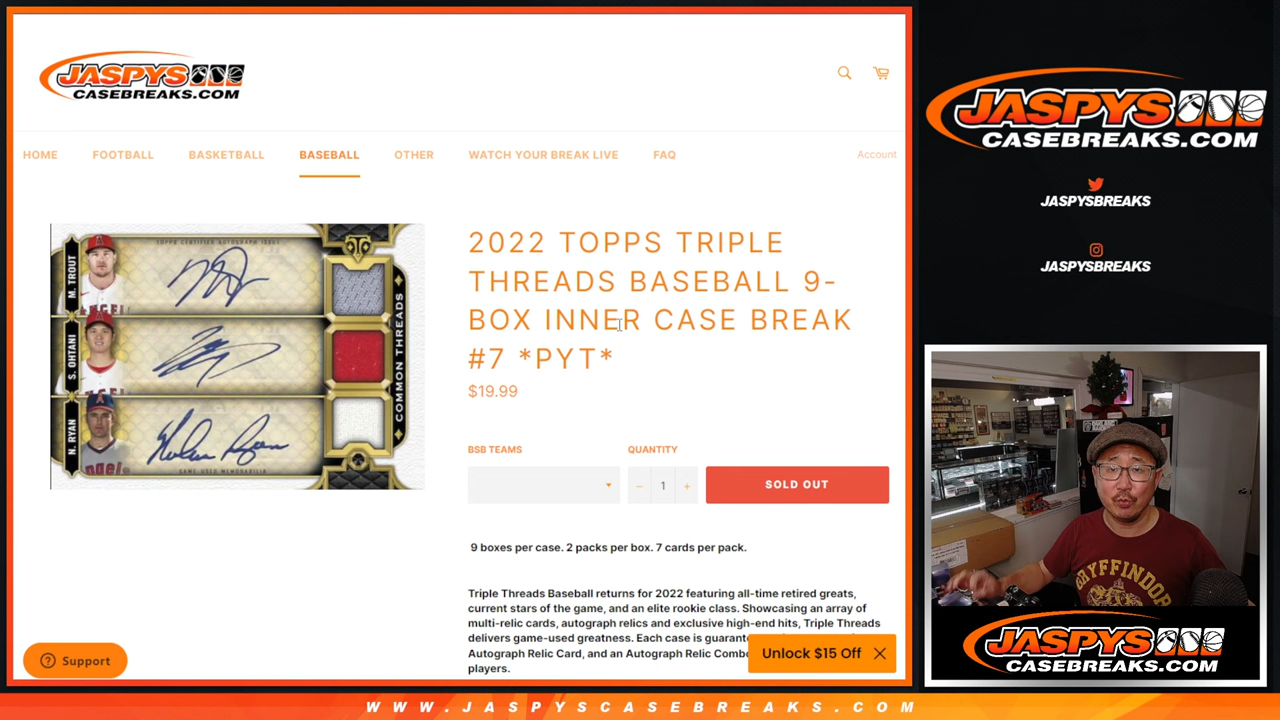 JASPYS
CASEBREAKS.COM
HOME FOOTBALL BASKETBALL BASEBALL OTHER WATCH YOUR BREAK LIVE FAQ Account
TOPPS CERTIFIED AUTOGRAPH ISSUE
M. TROUT
S. OHTANI
N. RYAN
COMMON THREADS
GAME-USED MEMORABILIA
2022 TOPPS TRIPLE
THREADS BASEBALL 9-
BOX INNER CASE BREAK
#7 *PYT*
$19.99
BSB TEAMS QUANTITY
− 1 + SOLD OUT
9 boxes per case. 2 packs per box. 7 cards per pack.
Triple Threads Baseball returns for 2022 featuring all-time retired greats,
current stars of the game, and an elite rookie class. Showcasing an array of
multi-relic cards, autograph relics and exclusive high-end hits, Triple Threads
delivers game-used greatness. Each case is
Autograph Relic Card, and an Autograph Relic
players.
Support
Unlock $15 Off
JASPYS
CASEBREAKS.COM
JASPYSBREAKS
JASPYSBREAKS
GRYFFINDOR
JASPYS
CASEBREAKS.COM
WWW.JASPYSCASEBREAKS.COM